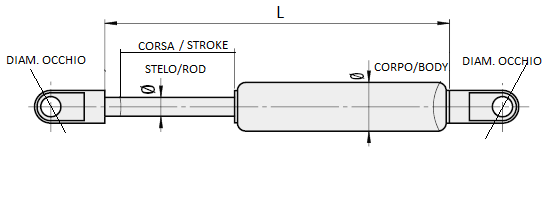 L
CORSA / STROKE
DIAM. OCCHIO
STELO/ROD
Ø
Ø
CORPO/BODY
DIAM. OCCHIO